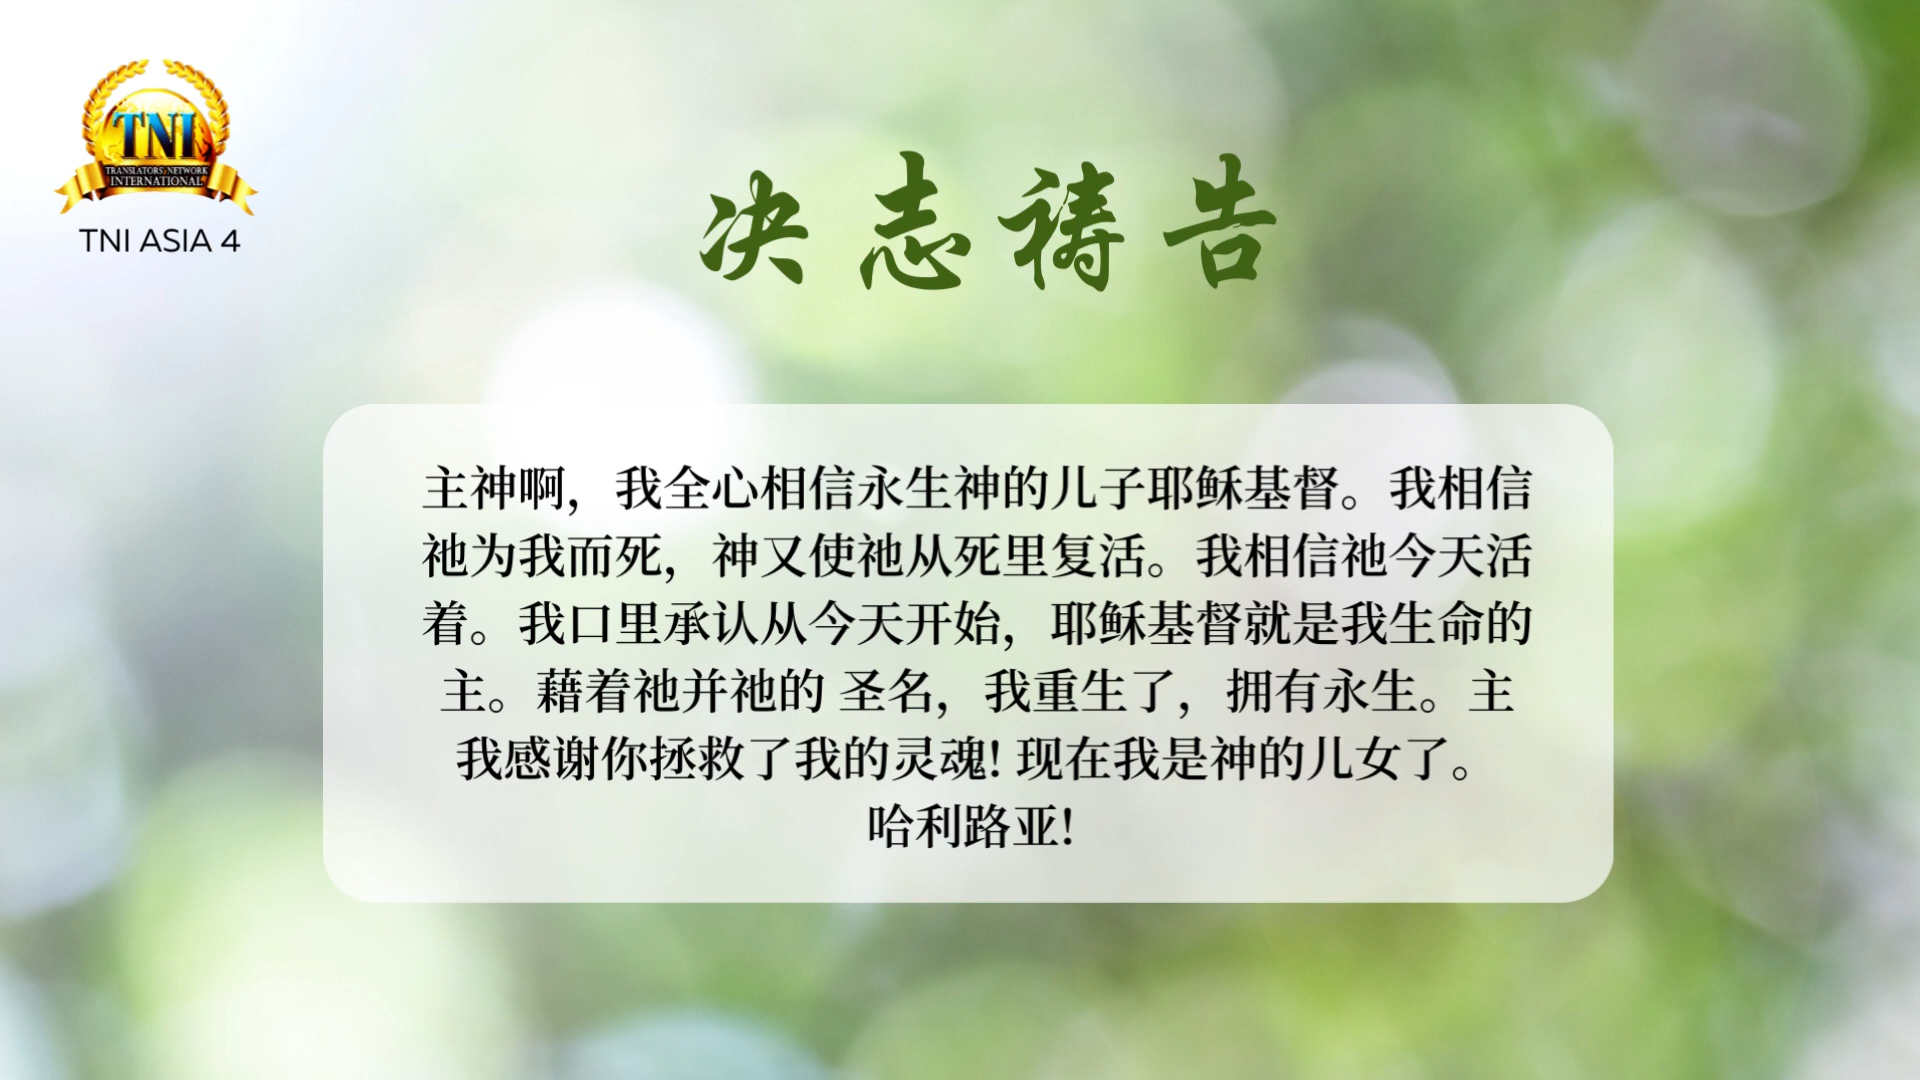 TNI
TRANSLATORS' NETWORK
INTERNATIONAL
TNI ASIA 4
决志祷告
主神啊，我全心相信永生神的儿子耶稣基督。我相信
祂为我而死，神又使祂从死里复活。我相信祂今天活
着。我口里承认从今天开始，耶稣基督就是我生命的
主。藉着祂并祂的 圣名，我重生了，拥有永生。主
我感谢你拯救了我的灵魂! 现在我是神的儿女了。
哈利路亚!